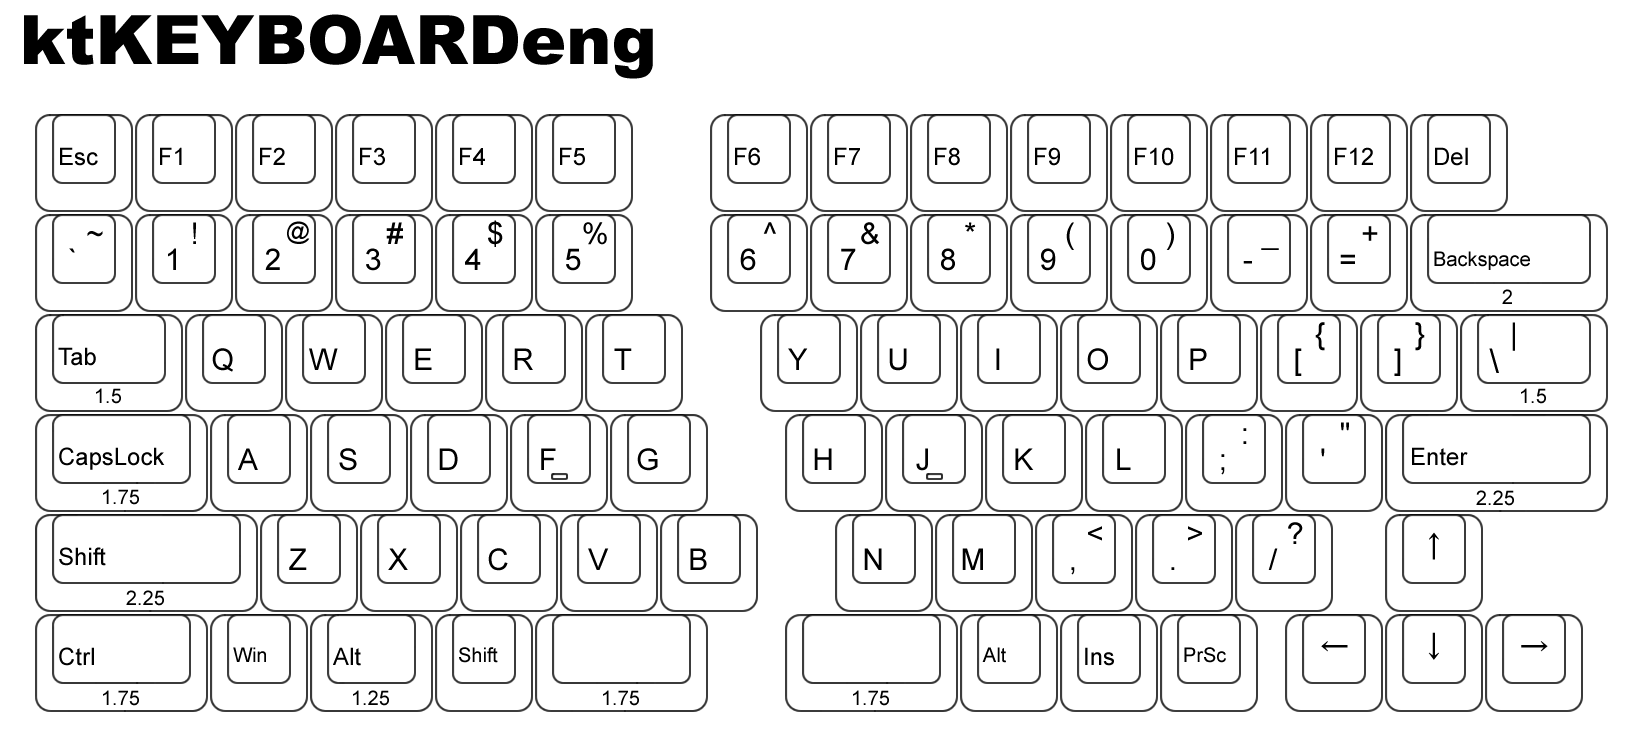 ktKEYBOARDeng
Esc F1 F2 F3 F4 F5 F6 F7 F8 F9 F10 F11 F12 Del
~ ! @ # $ % ^ & * ( ) _ +
` 1 2 3 4 5 6 7 8 9 0 - = Backspace
2
{ } |
Tab Q W E R T Y U I O P [ ] \
1.5 1.5
: "
CapsLock A S D F G H J K L ; ' Enter
1.75 2.25
< > ? ↑
Shift Z X C V B N M , . /
2.25
Ctrl Win Alt Shift Alt Ins PrSc ← ↓ →
1.75 1.25 1.75 1.75